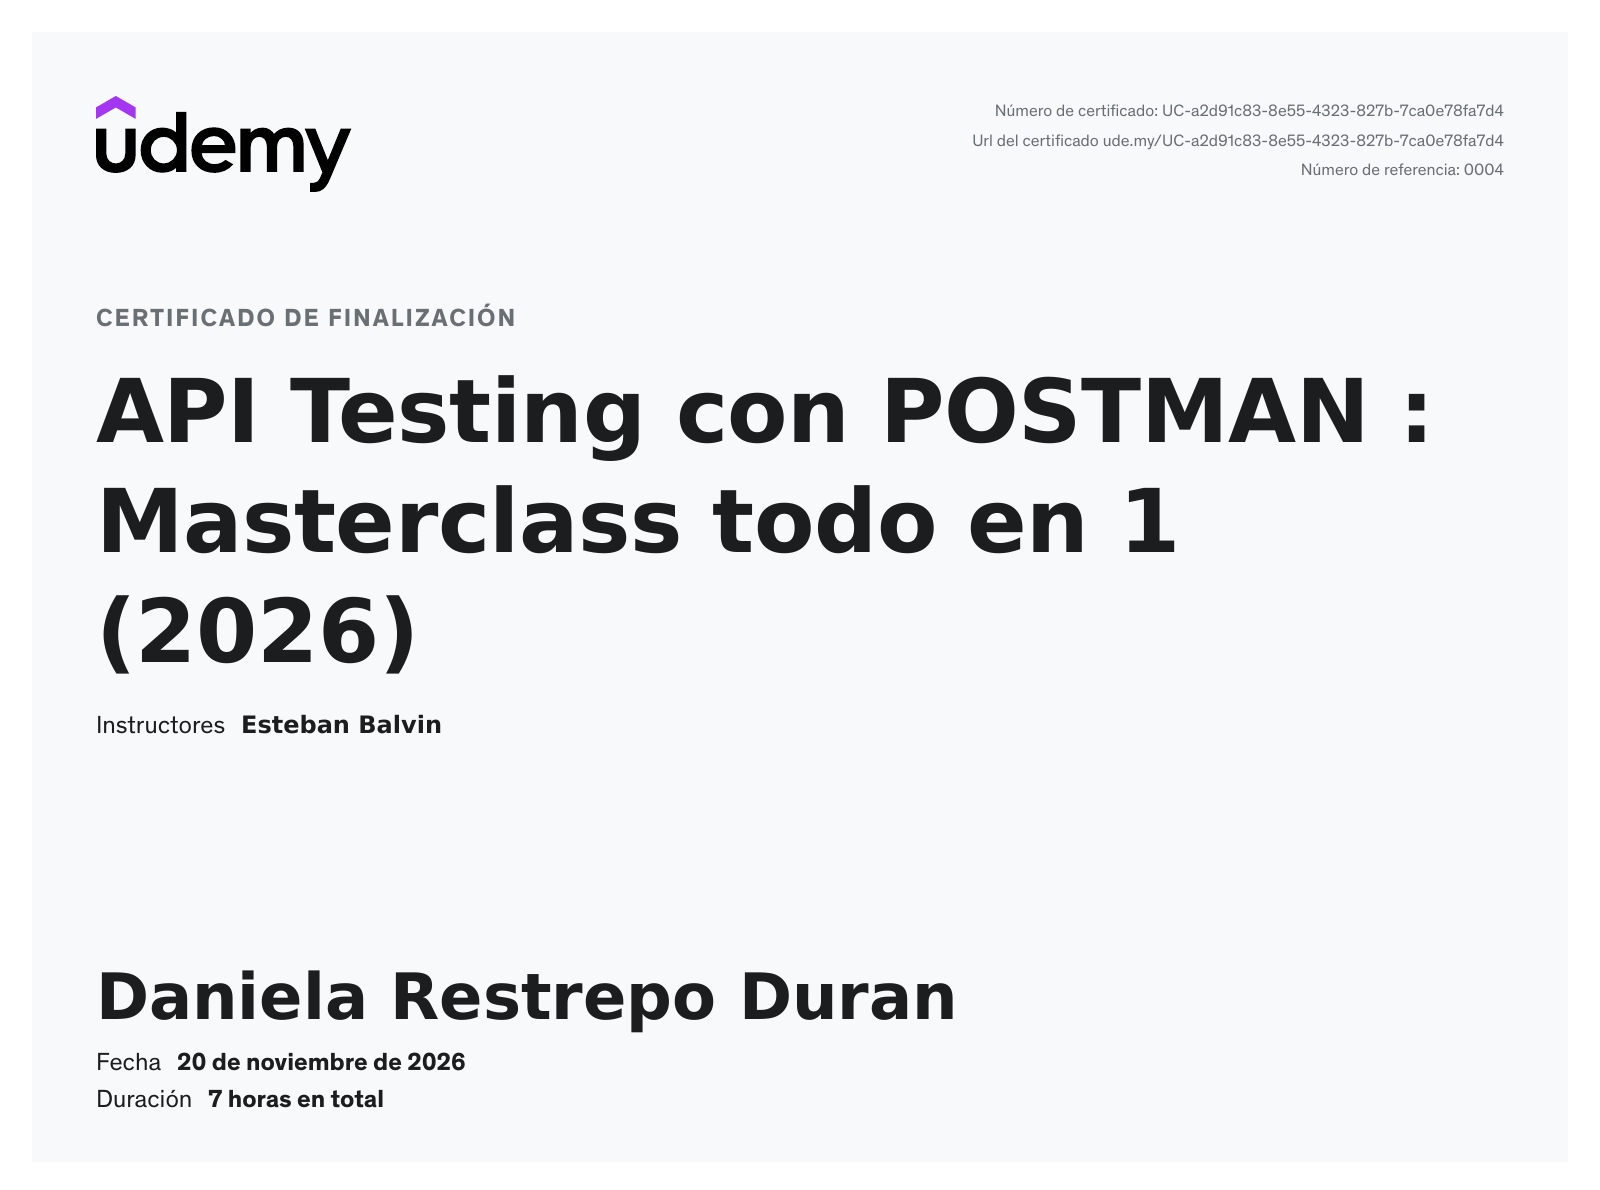 udemy
Número de certificado: UC-a2d91c83-8e55-4323-827b-7ca0e78fa7d4
Url del certificado ude.my/UC-a2d91c83-8e55-4323-827b-7ca0e78fa7d4
Número de referencia: 0004
CERTIFICADO DE FINALIZACIÓN
API Testing con POSTMAN :
Masterclass todo en 1
(2026)
Instructores Esteban Balvin
Daniela Restrepo Duran
Fecha 20 de noviembre de 2026
Duración 7 horas en total